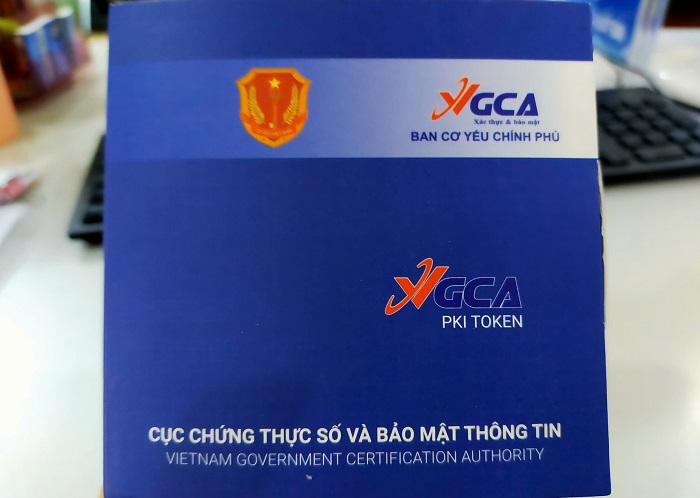 VGCA
Xác thực & bảo mật
BAN CƠ YẾU CHÍNH PHỦ
VGCA
PKI TOKEN
CỤC CHỨNG THỰC SỐ VÀ BẢO MẬT THÔNG TIN
VIETNAM GOVERNMENT CERTIFICATION AUTHORITY